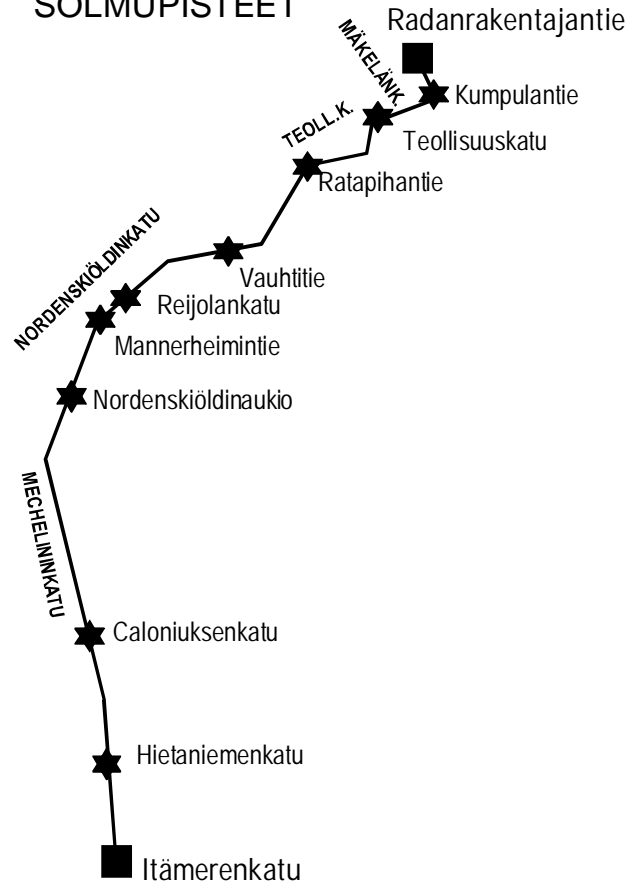 SOLMUPISTEET
Radanrakentajantie
MÄKELÄNK.
Kumpulantie
TEOLL.K.
Teollisuuskatu
Ratapihantie
NORDENSKIÖLDINKATU
Vauhtitie
Reijolankatu
Mannerheimintie
Nordenskiöldinaukio
MECHELININKATU
Caloniuksenkatu
Hietaniemenkatu
Itämerenkatu